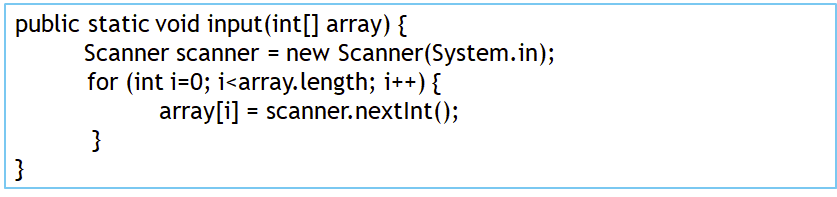 public static void input(int[] array) {
Scanner scanner = new Scanner(System.in);
for (int i=0; i<array.length; i++) {
array[i] = scanner.nextInt();
}
}